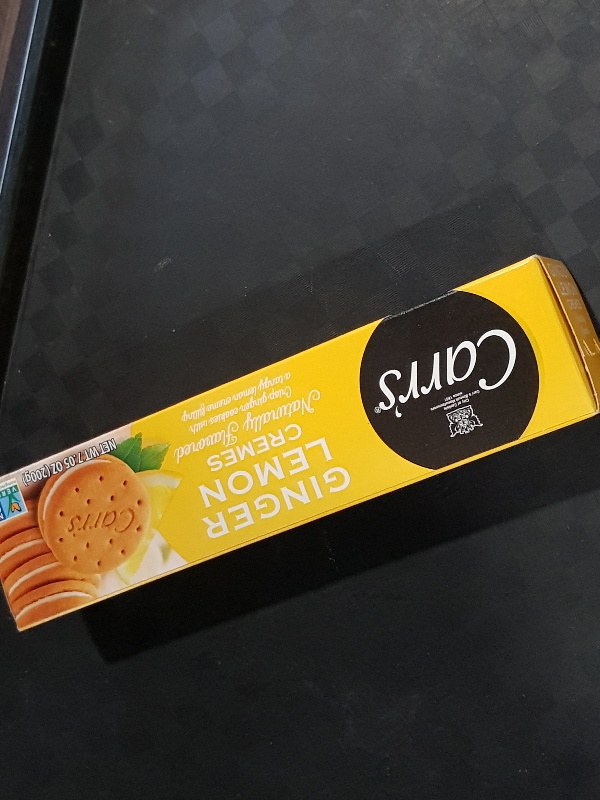 Carr's®
GINGER
LEMON
CREMES
Naturally Flavored
Crisp ginger cookies with
a tangy lemon creme filling
NET WT 7.05 OZ (200g)
Carr's